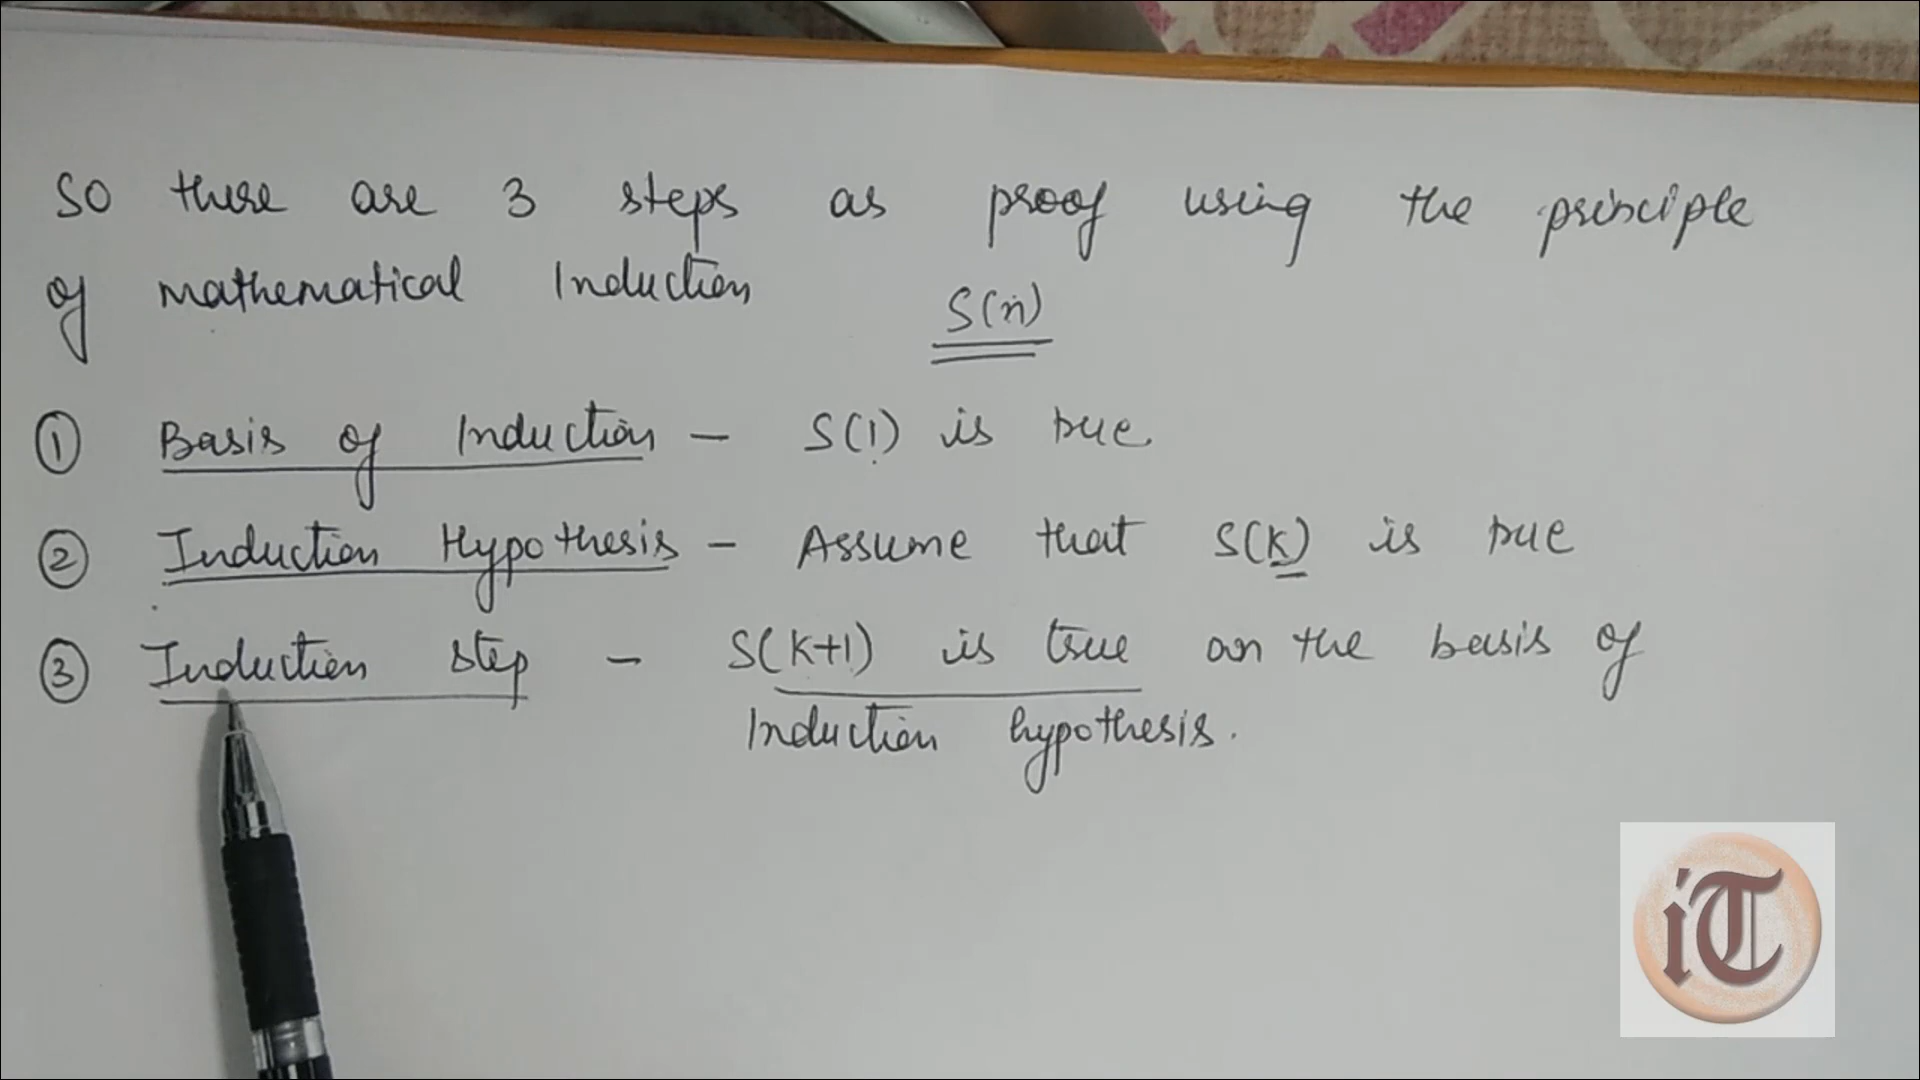 So there are 3 steps as proof using the principle
of mathematical Induction
S(n)
① Basis of Induction - S(1) is true
② Induction Hypothesis - Assume that S(K) is true
③ Induction step - S(K+1) is true on the basis of
Induction hypothesis.
iT